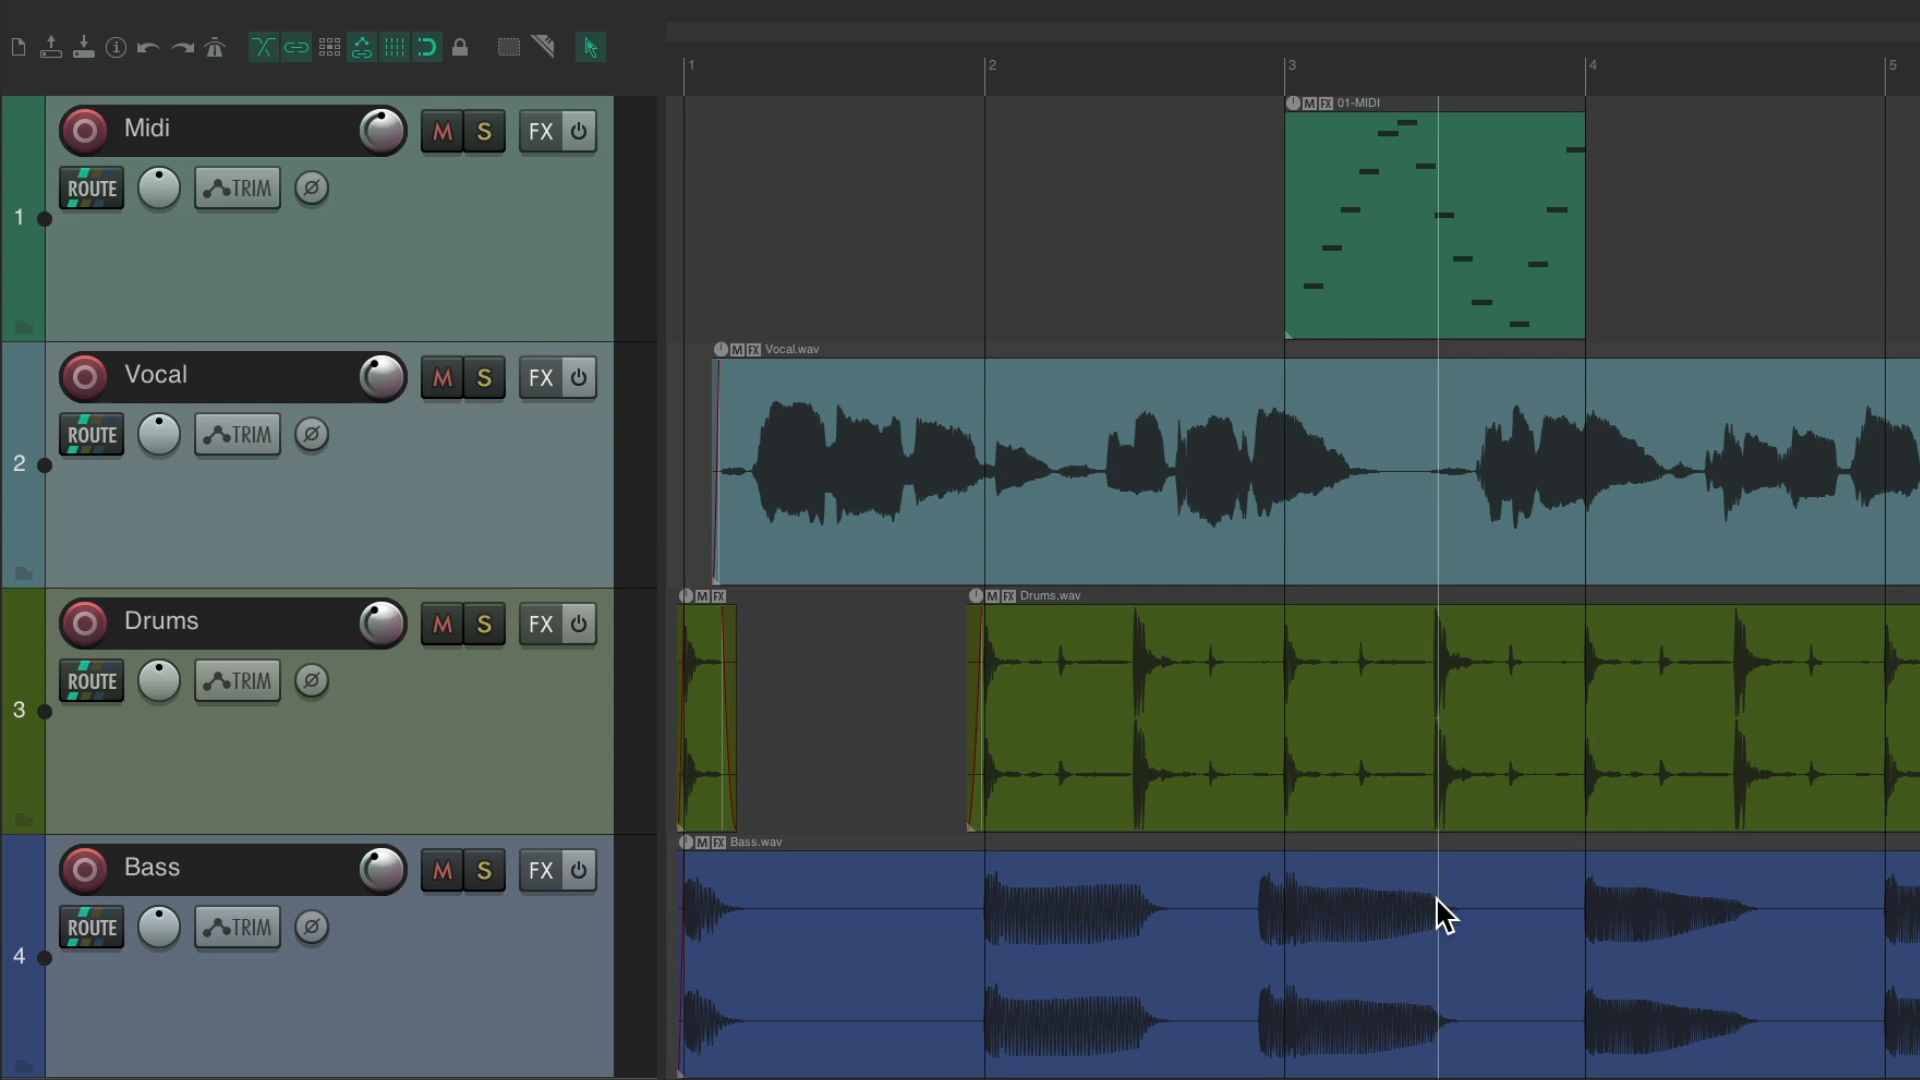 1 2 3 4 5
M FX 01-MIDI
Midi M S FX
ROUTE TRIM
1
M FX Vocal.wav
Vocal M S FX
ROUTE TRIM
2
M FX M FX Drums.wav
Drums M S FX
ROUTE TRIM
3
M FX Bass.wav
Bass M S FX
ROUTE TRIM
4